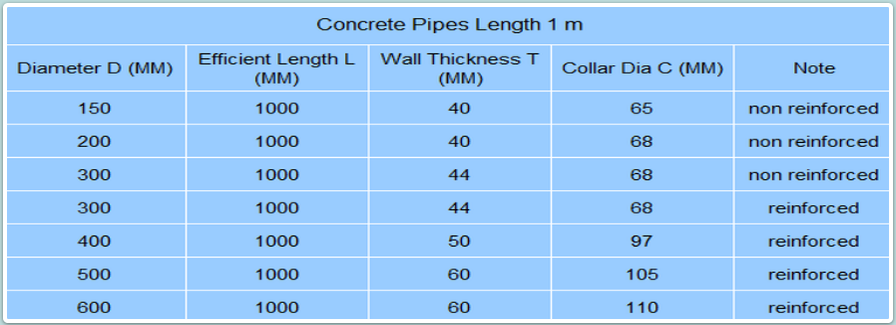 Concrete Pipes Length 1 m
Diameter D (MM) Efficient Length L (MM) Wall Thickness T (MM) Collar Dia C (MM) Note
150 1000 40 65 non reinforced
200 1000 40 68 non reinforced
300 1000 44 68 non reinforced
300 1000 44 68 reinforced
400 1000 50 97 reinforced
500 1000 60 105 reinforced
600 1000 60 110 reinforced